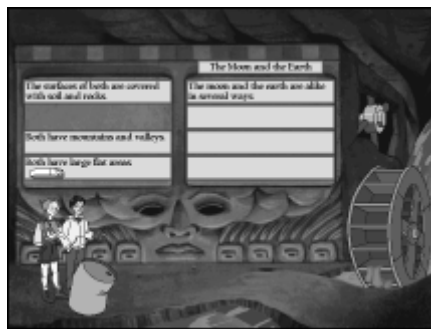 The Moon and the Earth
The surfaces of both are covered
with soil and rocks.
Both have mountains and valleys.
Both have large flat areas.
The moon and the earth are alike
in several ways.